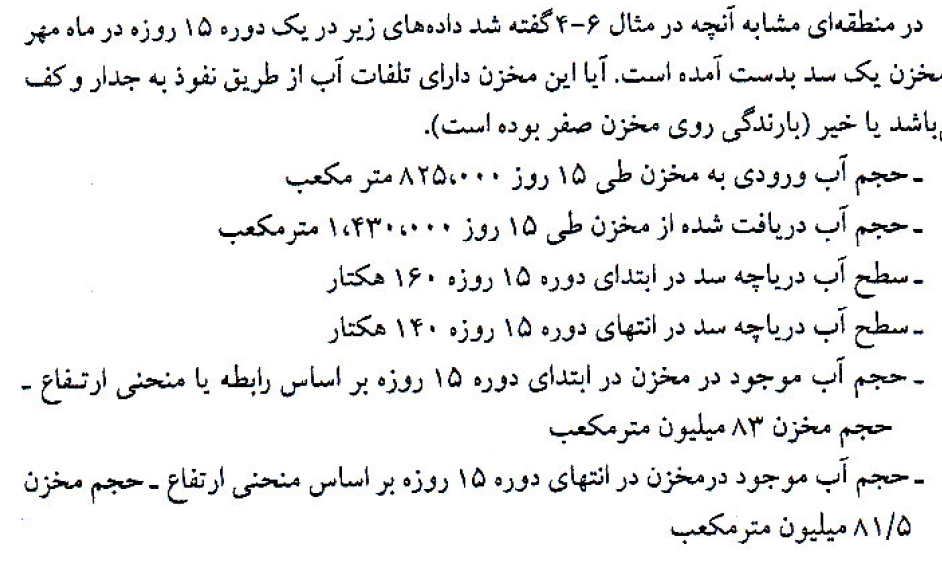 در منطقه‌ای مشابه آنچه در مثال ۶-۴ گفته شد داده‌های زیر در یک دوره ۱۵ روزه در ماه مهر
مخزن یک سد بدست آمده است. آیا این مخزن دارای تلفات آب از طریق نفوذ به جدار و کف
باشد یا خیر (بارندگی روی مخزن صفر بوده است).
ـ حجم آب ورودی به مخزن طی ۱۵ روز ۸۲۵،۰۰۰ متر مکعب
ـ حجم آب دریافت شده از مخزن طی ۱۵ روز ۱،۴۳۰،۰۰۰ مترمکعب
ـ سطح آب دریاچه سد در ابتدای دوره ۱۵ روزه ۱۶۰ هکتار
ـ سطح آب دریاچه سد در انتهای دوره ۱۵ روزه ۱۴۰ هکتار
ـ حجم آب موجود در مخزن در ابتدای دوره ۱۵ روزه بر اساس رابطه یا منحنی ارتفاع ـ
حجم مخزن ۸۳ میلیون مترمکعب
ـ حجم آب موجود درمخزن در انتهای دوره ۱۵ روزه بر اساس منحنی ارتفاع ـ حجم مخزن
۸۱/۵ میلیون مترمکعب